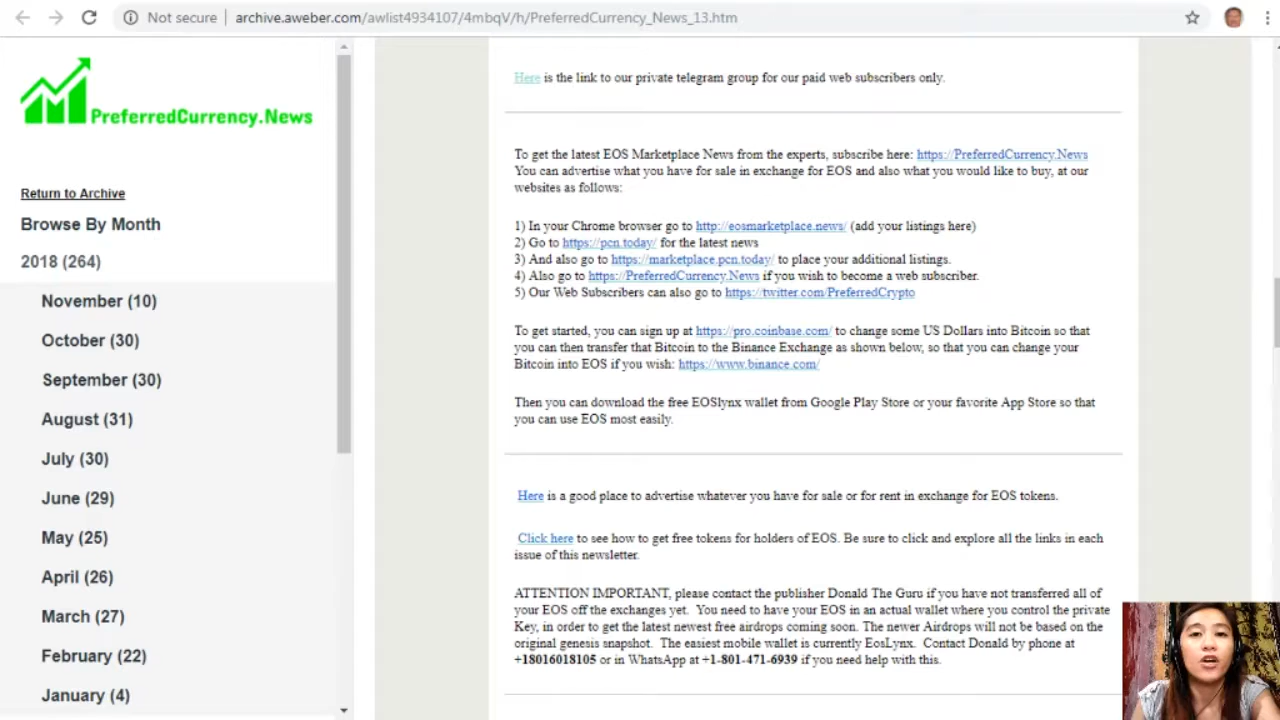 Not secure
archive.aweber.com/awlist4934107/4mbqV/h/PreferredCurrency_News_13.htm
PreferredCurrency.News
Return to Archive
Browse By Month
2018 (264)
November (10)
October (30)
September (30)
August (31)
July (30)
June (29)
May (25)
April (26)
March (27)
February (22)
January (4)
Here is the link to our private telegram group for our paid web subscribers only.
To get the latest EOS Marketplace News from the experts, subscribe here: https://PreferredCurrency.News
You can advertise what you have for sale in exchange for EOS and also what you would like to buy, at our
websites as follows:
1) In your Chrome browser go to http://eosmarketplace.news/ (add your listings here)
2) Go to https://pcn.today/ for the latest news
3) And also go to https://marketplace.pcn.today/ to place your additional listings.
4) Also go to https://PreferredCurrency.News if you wish to become a web subscriber.
5) Our Web Subscribers can also go to https://twitter.com/PreferredCrypto
To get started, you can sign up at https://pro.coinbase.com/ to change some US Dollars into Bitcoin so that
you can then transfer that Bitcoin to the Binance Exchange as shown below, so that you can change your
Bitcoin into EOS if you wish: https://www.binance.com/
Then you can download the free EOSlynx wallet from Google Play Store or your favorite App Store so that
you can use EOS most easily.
Here is a good place to advertise whatever you have for sale or for rent in exchange for EOS tokens.
Click here to see how to get free tokens for holders of EOS. Be sure to click and explore all the links in each
issue of this newsletter.
ATTENTION IMPORTANT, please contact the publisher Donald The Guru if you have not transferred all of
your EOS off the exchanges yet. You need to have your EOS in an actual wallet where you control the private
Key, in order to get the latest newest free airdrops coming soon. The newer Airdrops will not be based on the
original genesis snapshot. The easiest mobile wallet is currently EosLynx. Contact Donald by phone at
+18016018105 or in WhatsApp at +1-801-471-6939 if you need help with this.